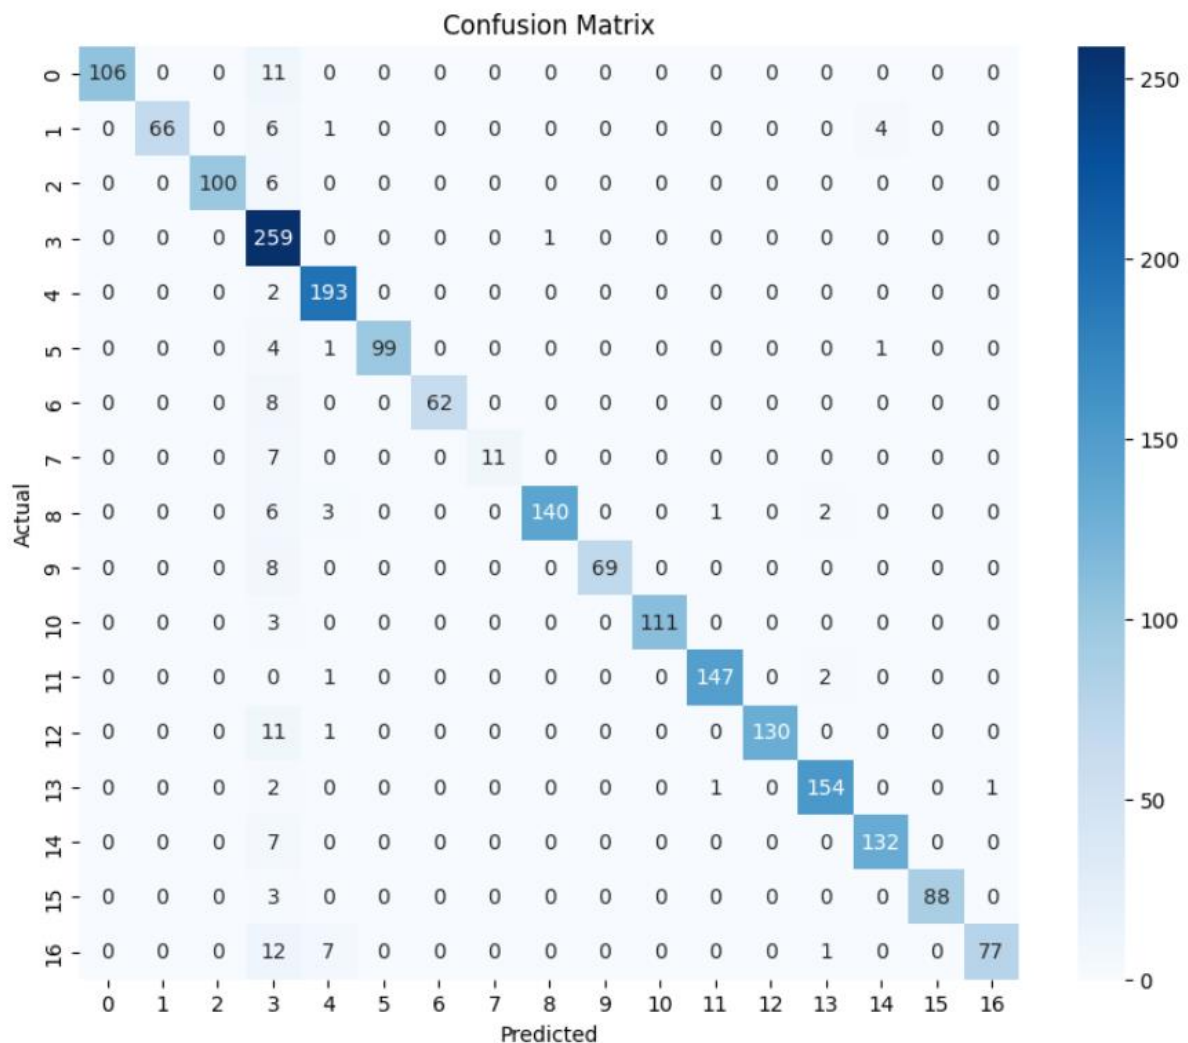 Confusion Matrix
0 106 0 0 11 0 0 0 0 0 0 0 0 0 0 0 0 0
1 0 66 0 6 1 0 0 0 0 0 0 0 0 0 4 0 0
2 0 0 100 6 0 0 0 0 0 0 0 0 0 0 0 0 0
3 0 0 0 259 0 0 0 0 1 0 0 0 0 0 0 0 0
4 0 0 0 2 193 0 0 0 0 0 0 0 0 0 0 0 0
5 0 0 0 4 1 99 0 0 0 0 0 0 0 0 1 0 0
6 0 0 0 8 0 0 62 0 0 0 0 0 0 0 0 0 0
7 0 0 0 7 0 0 0 11 0 0 0 0 0 0 0 0 0
8 0 0 0 6 3 0 0 0 140 0 0 1 0 2 0 0 0
9 0 0 0 8 0 0 0 0 0 69 0 0 0 0 0 0 0
10 0 0 0 3 0 0 0 0 0 0 111 0 0 0 0 0 0
11 0 0 0 0 1 0 0 0 0 0 0 147 0 2 0 0 0
12 0 0 0 11 1 0 0 0 0 0 0 0 130 0 0 0 0
13 0 0 0 2 0 0 0 0 0 0 0 1 0 154 0 0 1
14 0 0 0 7 0 0 0 0 0 0 0 0 0 0 132 0 0
15 0 0 0 3 0 0 0 0 0 0 0 0 0 0 0 88 0
16 0 0 0 12 7 0 0 0 0 0 0 0 0 1 0 0 77
0 1 2 3 4 5 6 7 8 9 10 11 12 13 14 15 16
Predicted
Actual
250
200
150
100
50
0